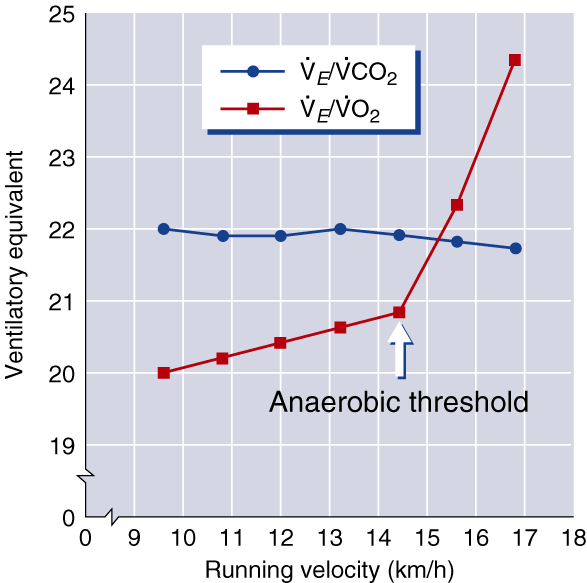 25
24
23
22
21
20
19
0
Ventilatory equivalent
V̇E/V̇CO₂
V̇E/V̇O₂
Anaerobic threshold
0 9 10 11 12 13 14 15 16 17 18
Running velocity (km/h)